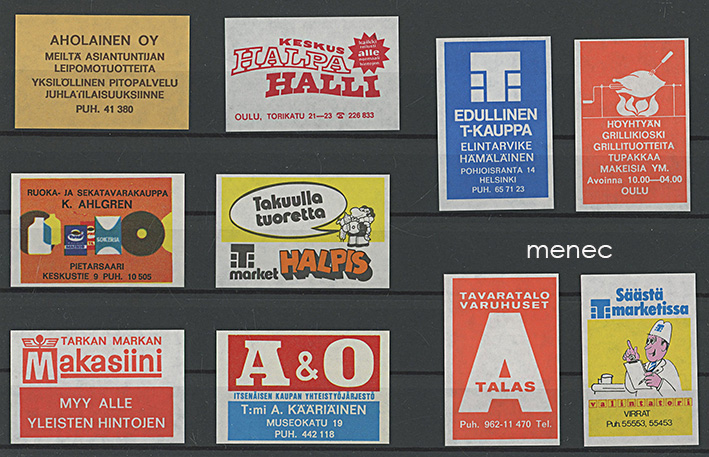 AHOLAINEN OY
MEILTÄ ASIANTUNTIJAN
LEIPOMOTUOTTEITA
YKSILÖLLINEN PITOPALVELU
JUHLATILAISUUKSIINNE
PUH. 41 380
KESKUS
HALPA
HALLI
alle
OULU, TORIKATU 21—23 ☎ 226 833
T
EDULLINEN
T-KAUPPA
ELINTARVIKE
HÄMÄLÄINEN
POHJOISRANTA 14
HELSINKI
PUH. 65 71 23
HÖYHTYÄN
GRILLIKIOSKI
GRILLITUOTTEITA
TUPAKKAA
MAKEISIA YM.
Avoinna 10.00—04.00
OULU
RUOKA- JA SEKATAVARAKAUPPA
K. AHLGREN
PIETARSAARI
KESKUSTIE 9 PUH. 10 505
Takuulla
tuoretta
T
market HALPIS
menec
TARKAN MARKAN
Makasiini
MYY ALLE
YLEISTEN HINTOJEN
A & O
ITSENÄISEN KAUPAN YHTEISTYÖJÄRJESTÖ
T:mi A. KÄÄRIÄINEN
MUSEOKATU 19
PUH. 442 118
TAVARATALO
VARUHUSET
A
TALAS
Puh. 962-11 470 Tel.
Säästä
T marketissa
valintatori
VIRRAT
Puh. 55553, 55453